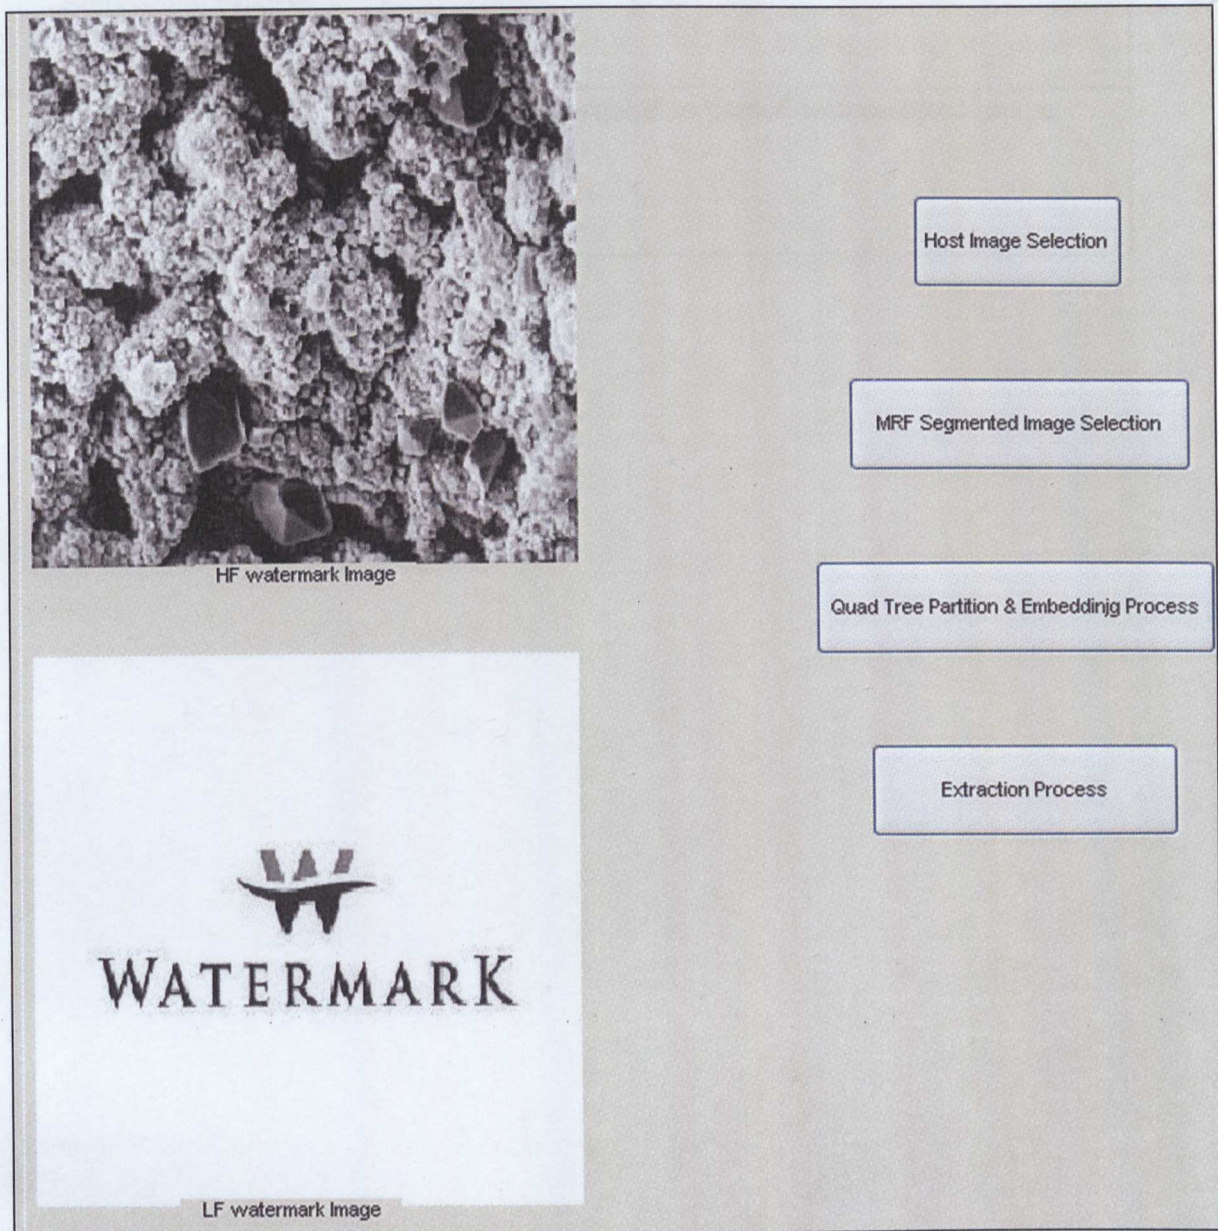 HF watermark Image
WATERMARK
LF watermark Image
Host Image Selection
MRF Segmented Image Selection
Quad Tree Partition & Embeddinjg Process
Extraction Process